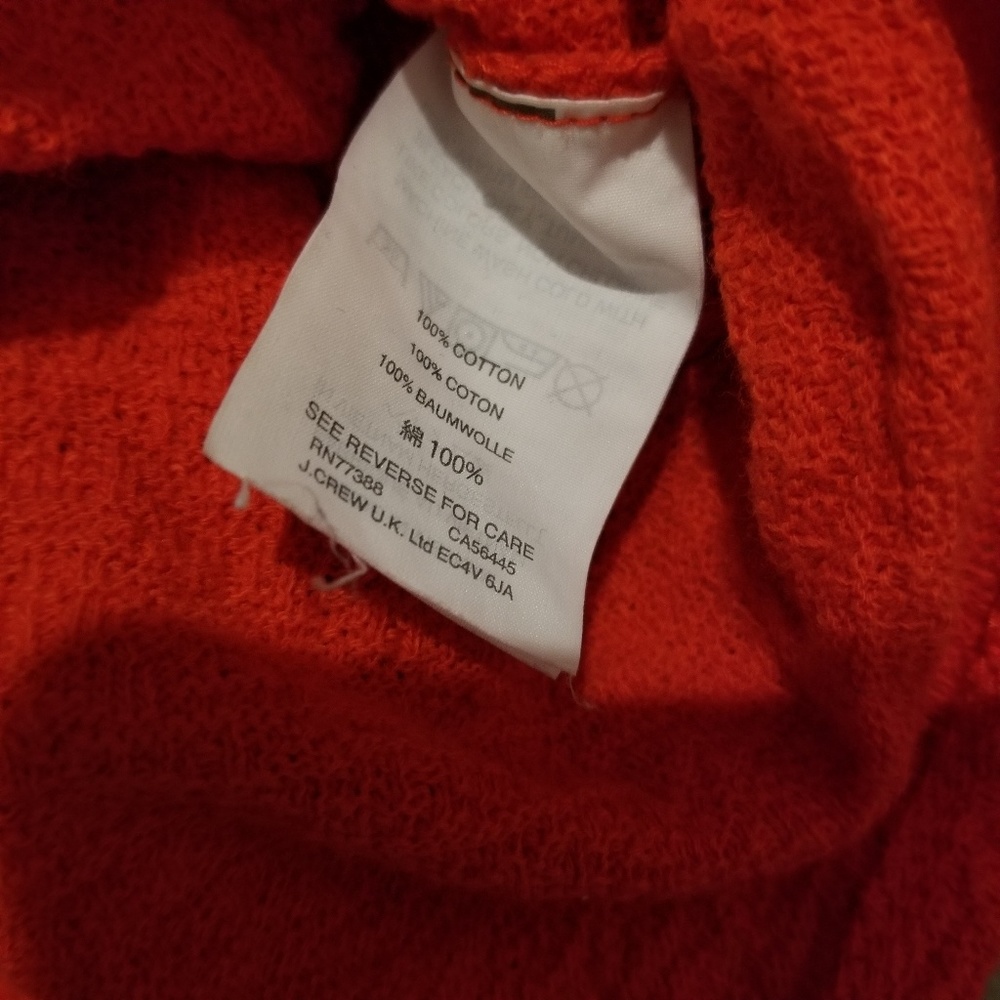 100% COTTON
100% COTON
100% BAUMWOLLE
綿 100%
SEE REVERSE FOR CARE
RN77388 CA56445
J.CREW U.K. Ltd EC4V 6JA